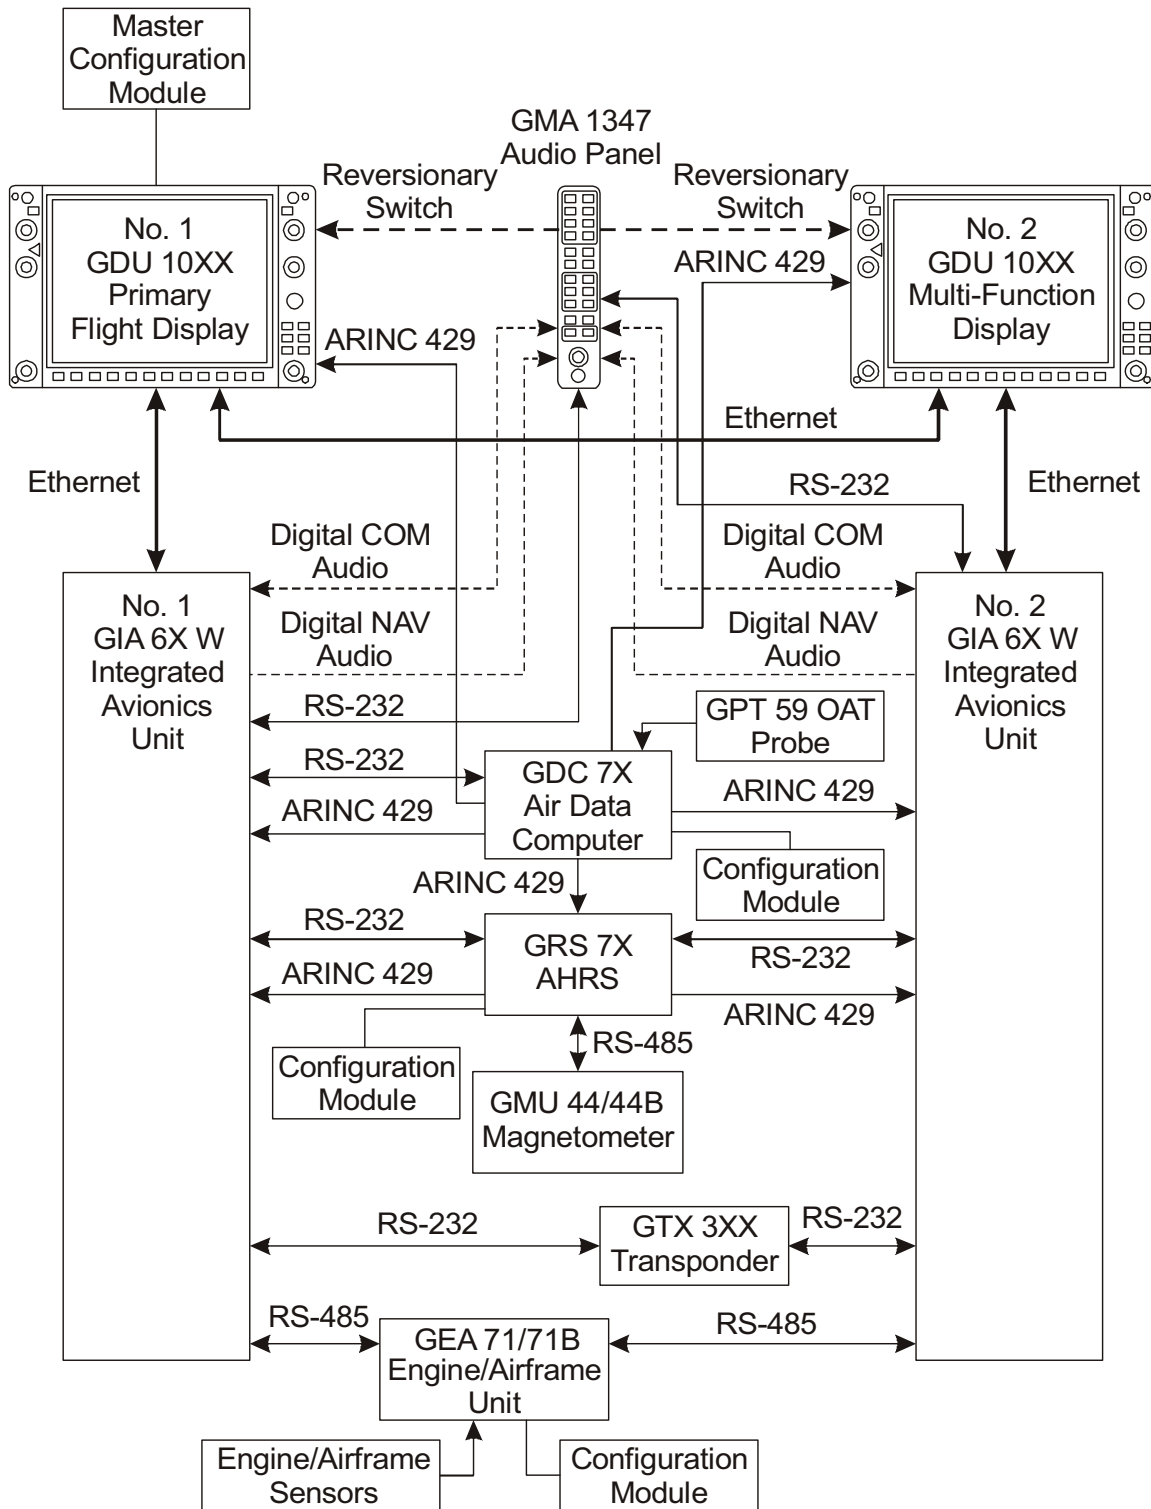 Master
Configuration
Module
GMA 1347
Audio Panel
Reversionary
Switch
Reversionary
Switch
No. 1
GDU 10XX
Primary
Flight Display
No. 2
GDU 10XX
Multi-Function
Display
ARINC 429
ARINC 429
Ethernet
Ethernet
Ethernet
RS-232
Digital COM
Audio
Digital COM
Audio
No. 1
GIA 6X W
Integrated
Avionics
Unit
No. 2
GIA 6X W
Integrated
Avionics
Unit
Digital NAV
Audio
Digital NAV
Audio
RS-232
GPT 59 OAT
Probe
RS-232
GDC 7X
Air Data
Computer
ARINC 429
ARINC 429
Configuration
Module
ARINC 429
RS-232
GRS 7X
AHRS
RS-232
ARINC 429
ARINC 429
RS-485
Configuration
Module
GMU 44/44B
Magnetometer
RS-232
GTX 3XX
Transponder
RS-232
RS-485
GEA 71/71B
Engine/Airframe
Unit
RS-485
Engine/Airframe
Sensors
Configuration
Module